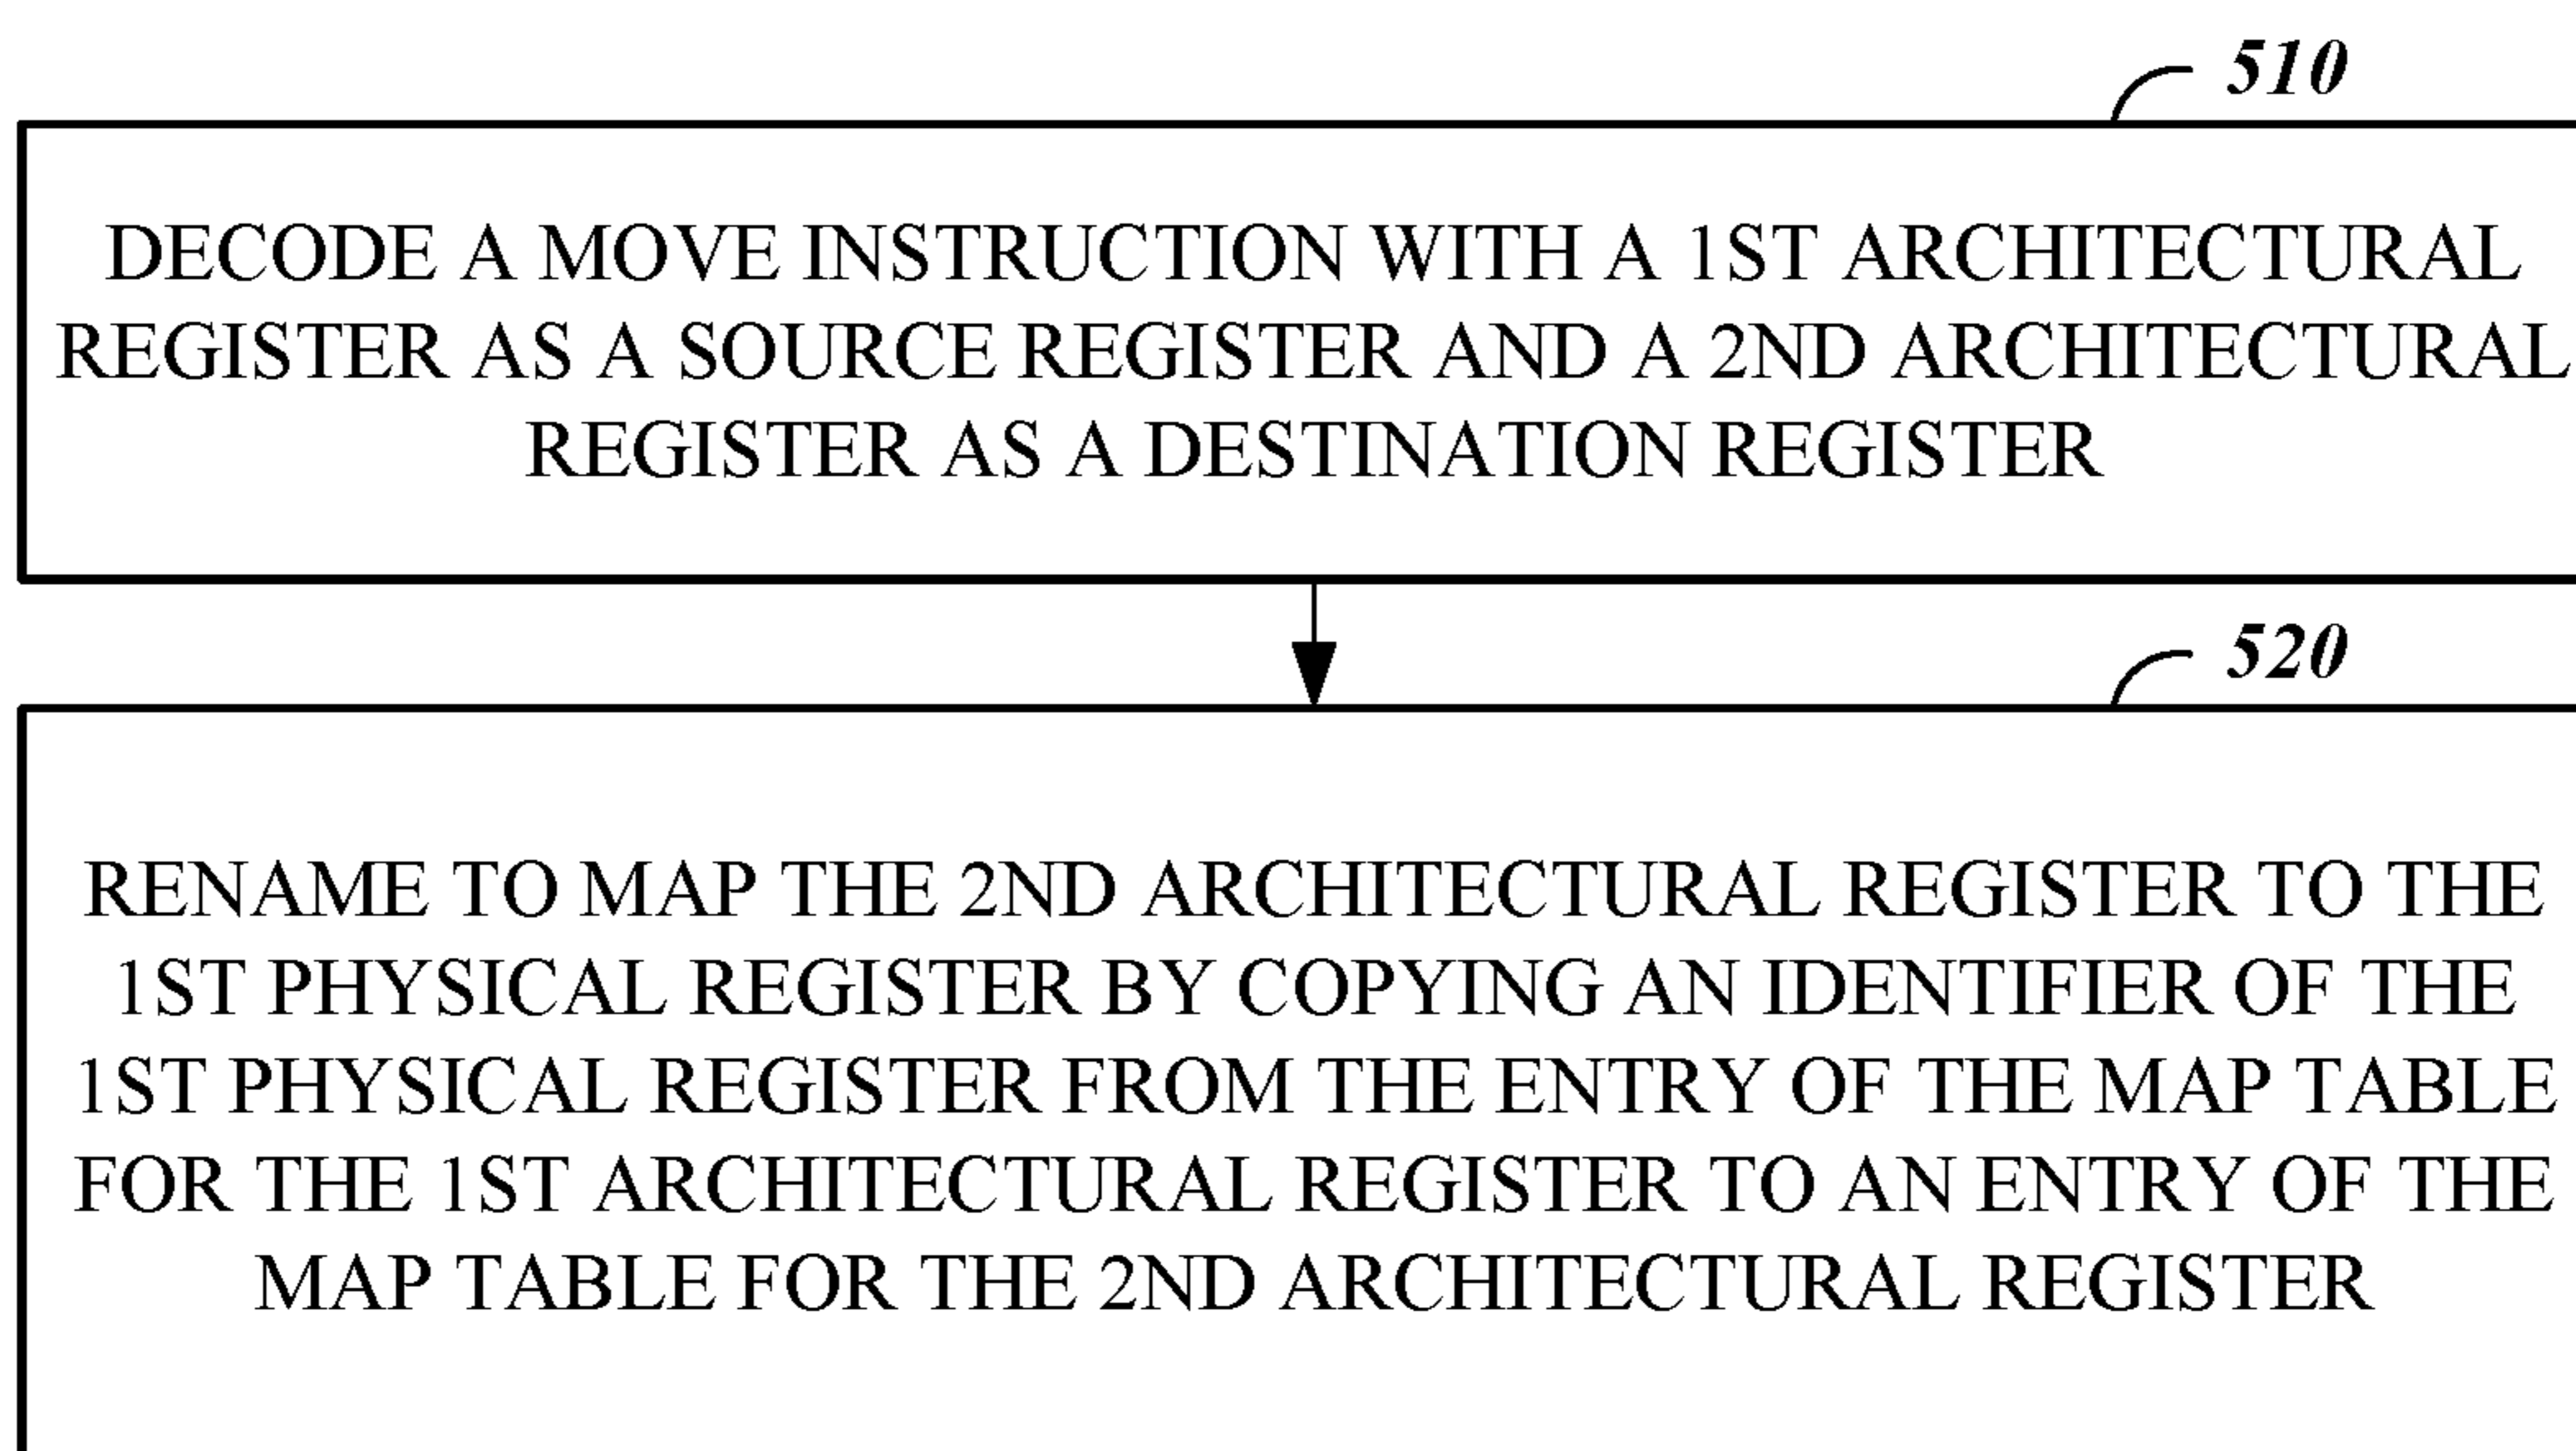 510
DECODE A MOVE INSTRUCTION WITH A 1ST ARCHITECTURAL
REGISTER AS A SOURCE REGISTER AND A 2ND ARCHITECTURAL
REGISTER AS A DESTINATION REGISTER
520
RENAME TO MAP THE 2ND ARCHITECTURAL REGISTER TO THE
1ST PHYSICAL REGISTER BY COPYING AN IDENTIFIER OF THE
1ST PHYSICAL REGISTER FROM THE ENTRY OF THE MAP TABLE
FOR THE 1ST ARCHITECTURAL REGISTER TO AN ENTRY OF THE
MAP TABLE FOR THE 2ND ARCHITECTURAL REGISTER